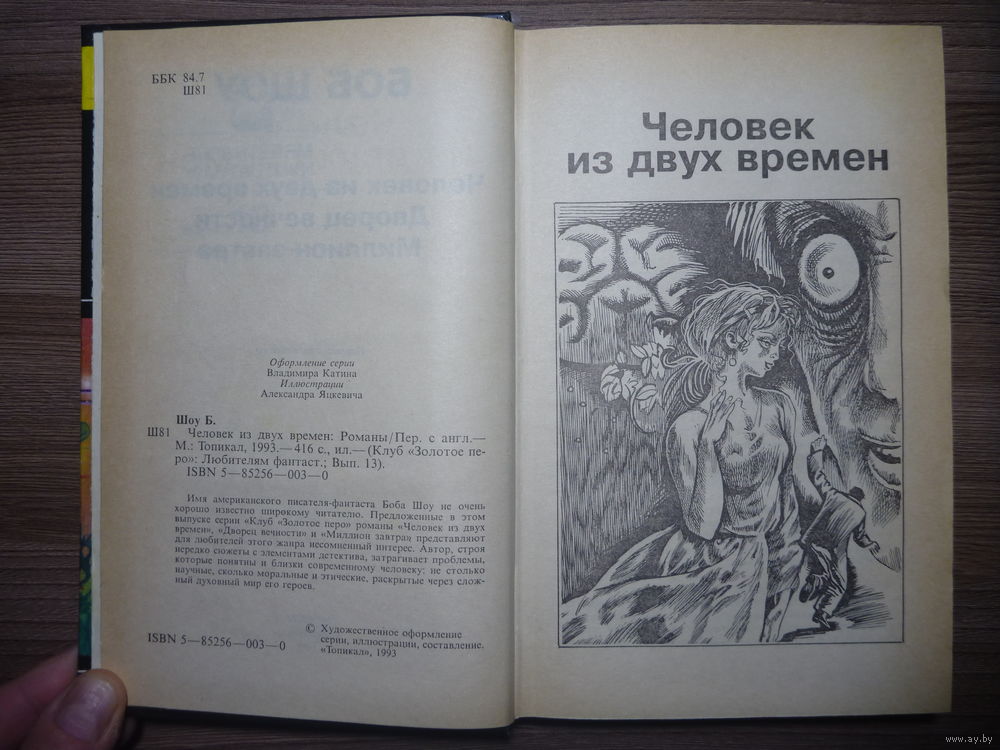 ББК 84.7
Ш81
Оформление серии
Владимира Катина
Иллюстрации
Александра Яцкевича
Шоу Б.
Ш81 Человек из двух времен: Романы/Пер. с англ.—
М.: Топикал, 1993.— 416 с., ил.— (Клуб «Золотое пе-
ро»: Любителям фантаст.; Вып. 13).
ISBN 5—85256—003—0
Имя американского писателя-фантаста Боба Шоу не очень
хорошо известно широкому читателю. Предложенные в этом
выпуске серии «Клуб «Золотое перо» романы «Человек из двух
времен», «Дворец вечности» и «Миллион завтра» представляют
для любителей этого жанра несомненный интерес. Автор, строя
нередко сюжеты с элементами детектива, затрагивает проблемы,
которые понятны и близки современному человеку: не столько
научные, сколько моральные и этические, раскрытые через слож-
ный духовный мир его героев.
ISBN 5—85256—003—0
© Художественное оформление
серии, иллюстрации, составление.
«Топикал», 1993
Человек
из двух времен
www.ay.by